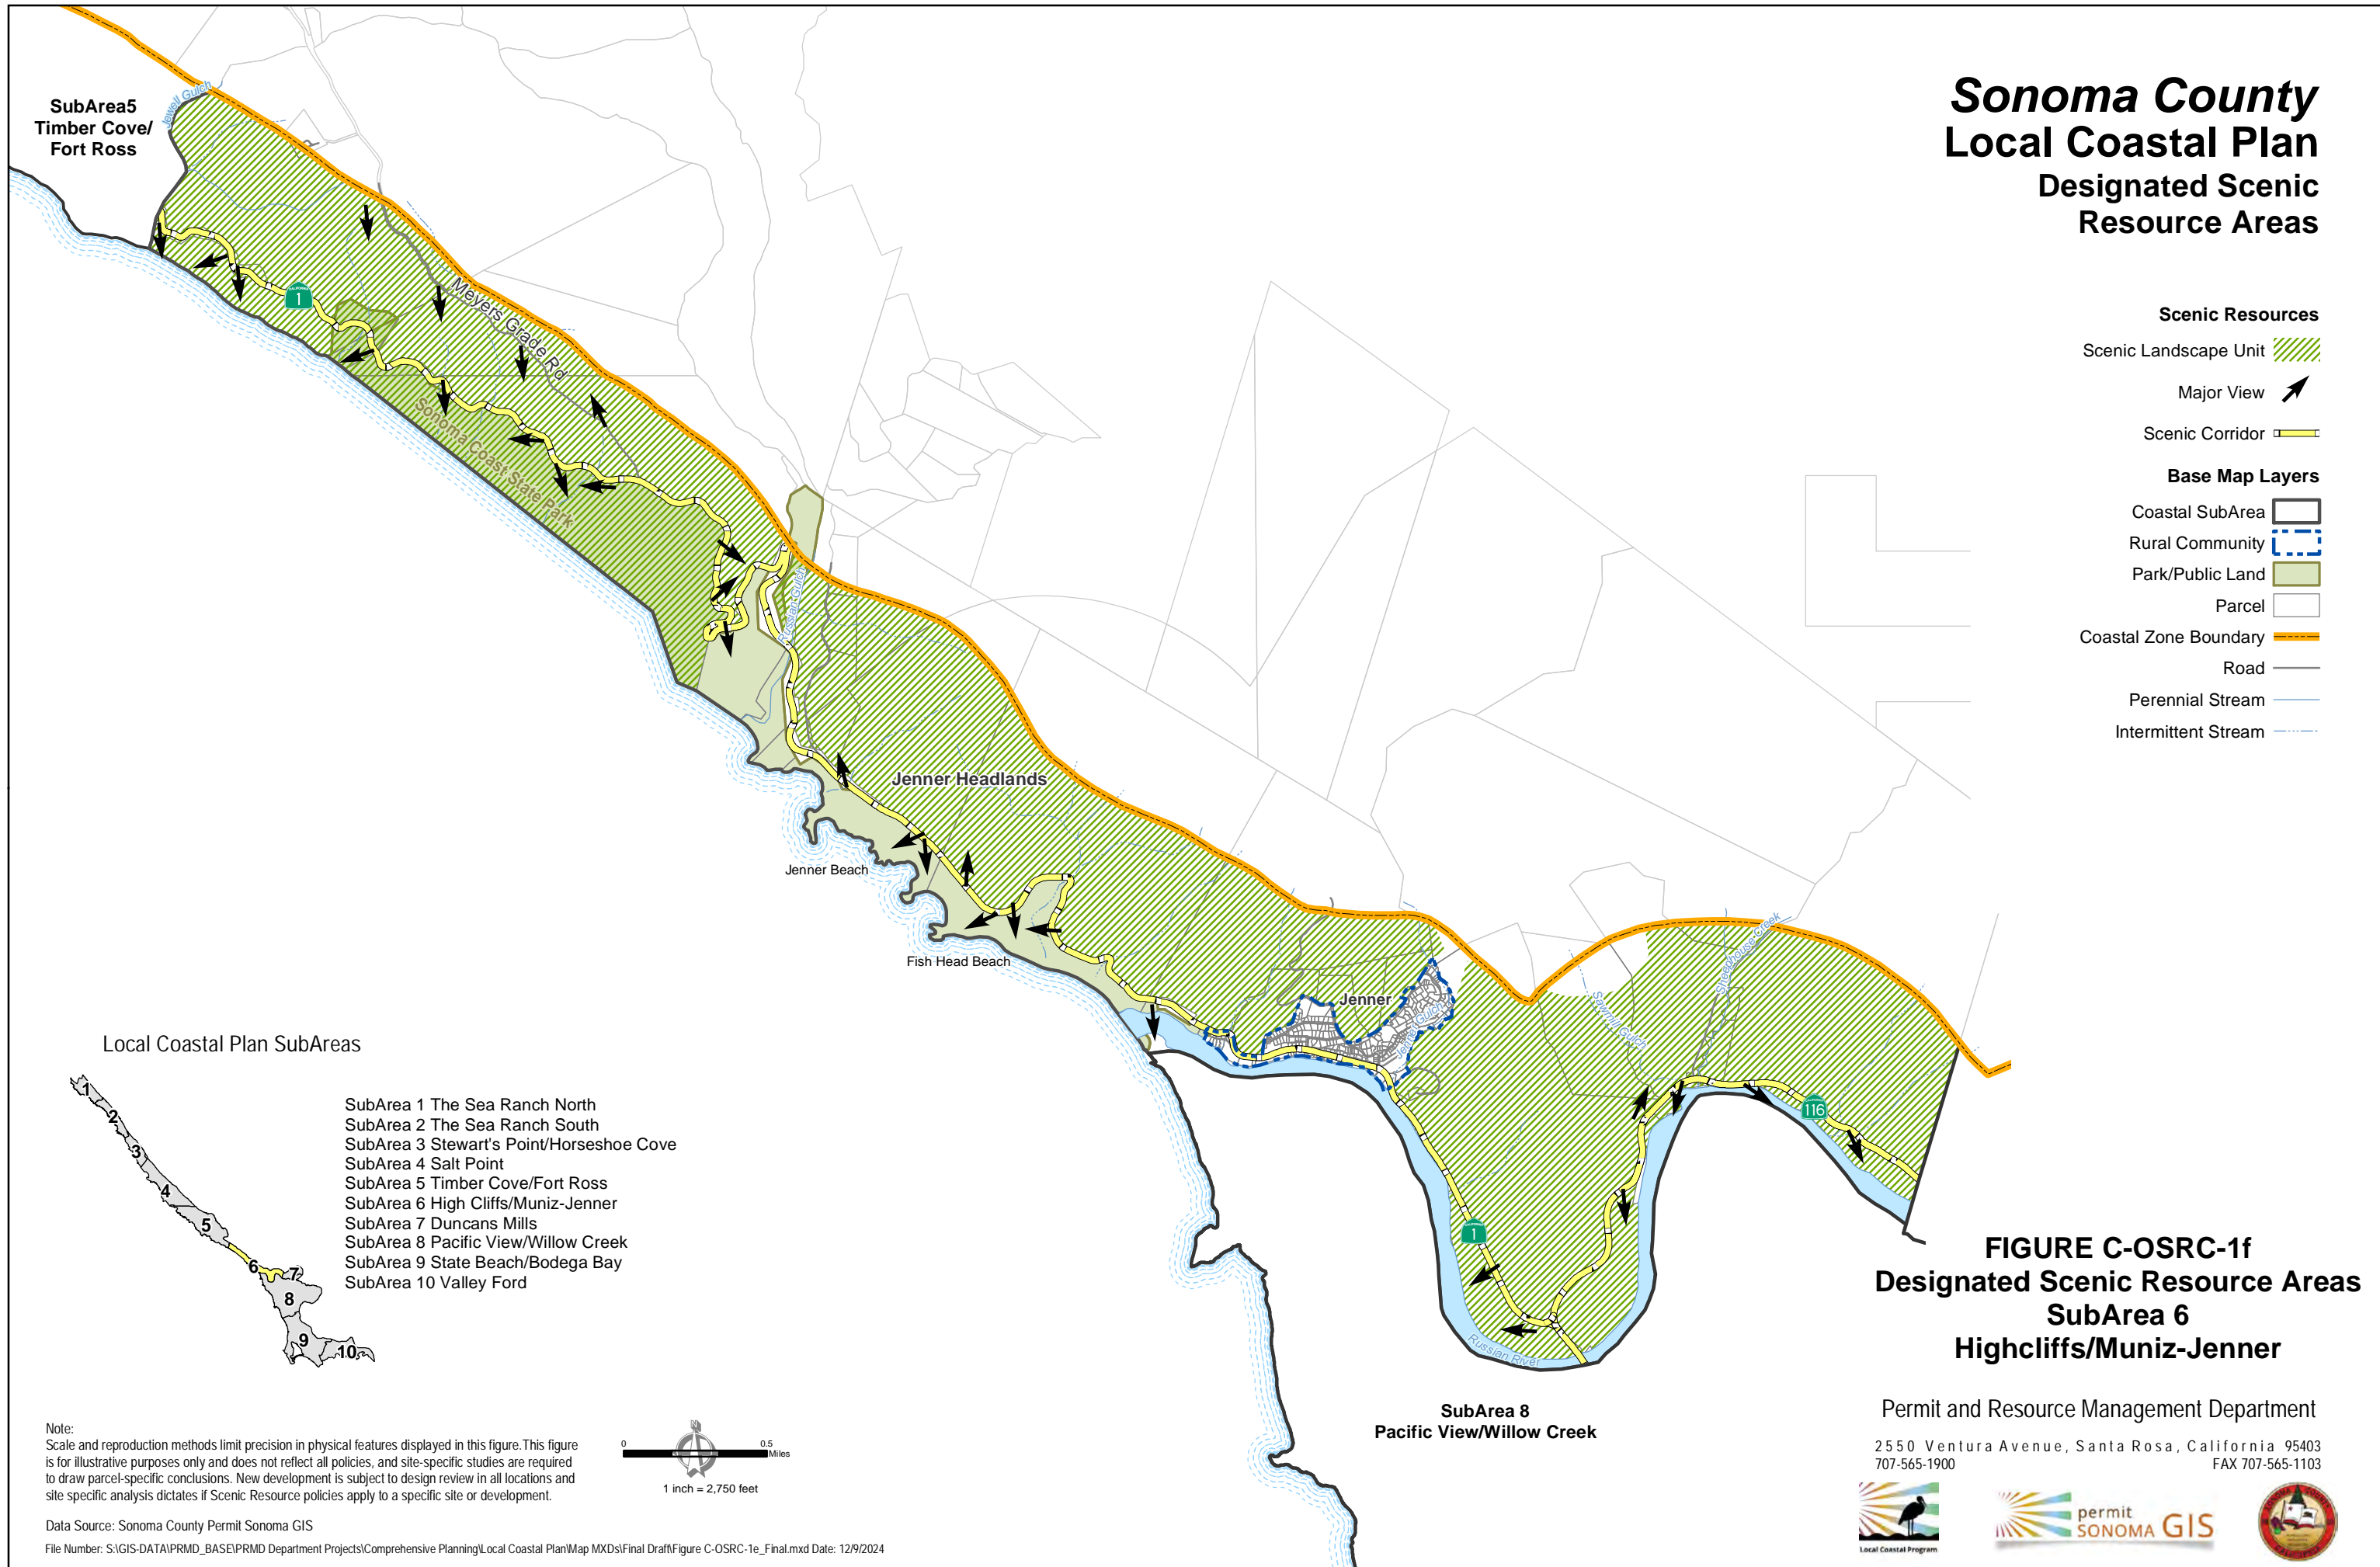 Sonoma County
Local Coastal Plan
Designated Scenic
Resource Areas
Scenic Resources
Scenic Landscape Unit
Major View
Scenic Corridor
Base Map Layers
Coastal SubArea
Rural Community
Park/Public Land
Parcel
Coastal Zone Boundary
Road
Perennial Stream
Intermittent Stream
SubArea5
Timber Cove/
Fort Ross
Jewell Gulch
1
Meyers Grade Rd
Sonoma Coast State Park
Russian Gulch
Jenner Headlands
Jenner Beach
Fish Head Beach
Jenner
Jenner Gulch
Sawmill Gulch
Sheephouse Creek
116
1
Russian River
SubArea 8
Pacific View/Willow Creek
Local Coastal Plan SubAreas
1
2
3
4
5
6
7
8
9
10
SubArea 1 The Sea Ranch North
SubArea 2 The Sea Ranch South
SubArea 3 Stewart's Point/Horseshoe Cove
SubArea 4 Salt Point
SubArea 5 Timber Cove/Fort Ross
SubArea 6 High Cliffs/Muniz-Jenner
SubArea 7 Duncans Mills
SubArea 8 Pacific View/Willow Creek
SubArea 9 State Beach/Bodega Bay
SubArea 10 Valley Ford
FIGURE C-OSRC-1f
Designated Scenic Resource Areas
SubArea 6
Highcliffs/Muniz-Jenner
Permit and Resource Management Department
2550 Ventura Avenue, Santa Rosa, California 95403
707-565-1900 FAX 707-565-1103
Local Coastal Program
permit
SONOMA GIS
Note:
Scale and reproduction methods limit precision in physical features displayed in this figure.This figure
is for illustrative purposes only and does not reflect all policies, and site-specific studies are required
to draw parcel-specific conclusions. New development is subject to design review in all locations and
site specific analysis dictates if Scenic Resource policies apply to a specific site or development.
Data Source: Sonoma County Permit Sonoma GIS
File Number: S:\GIS-DATA\PRMD_BASE\PRMD Department Projects\Comprehensive Planning\Local Coastal Plan\Map MXDs\Final Draft\Figure C-OSRC-1e_Final.mxd Date: 12/9/2024
N
0 0.5
Miles
1 inch = 2,750 feet